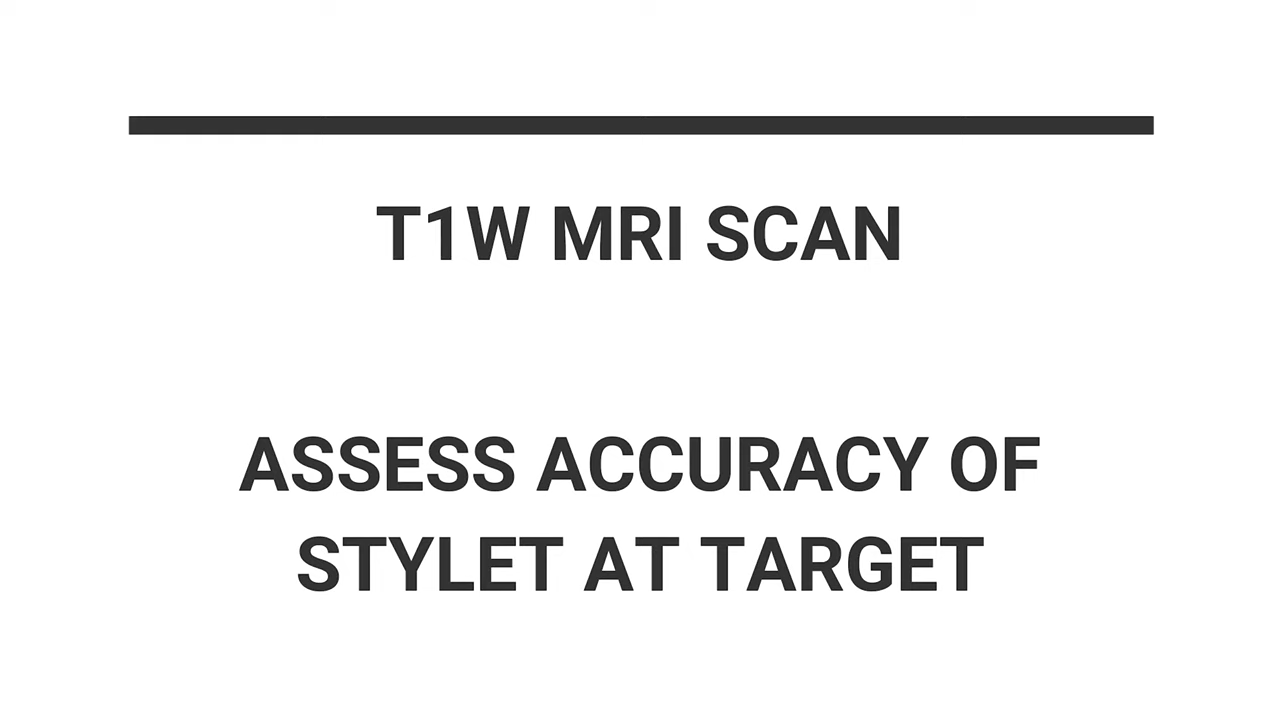 T1W MRI SCAN
ASSESS ACCURACY OF
STYLET AT TARGET